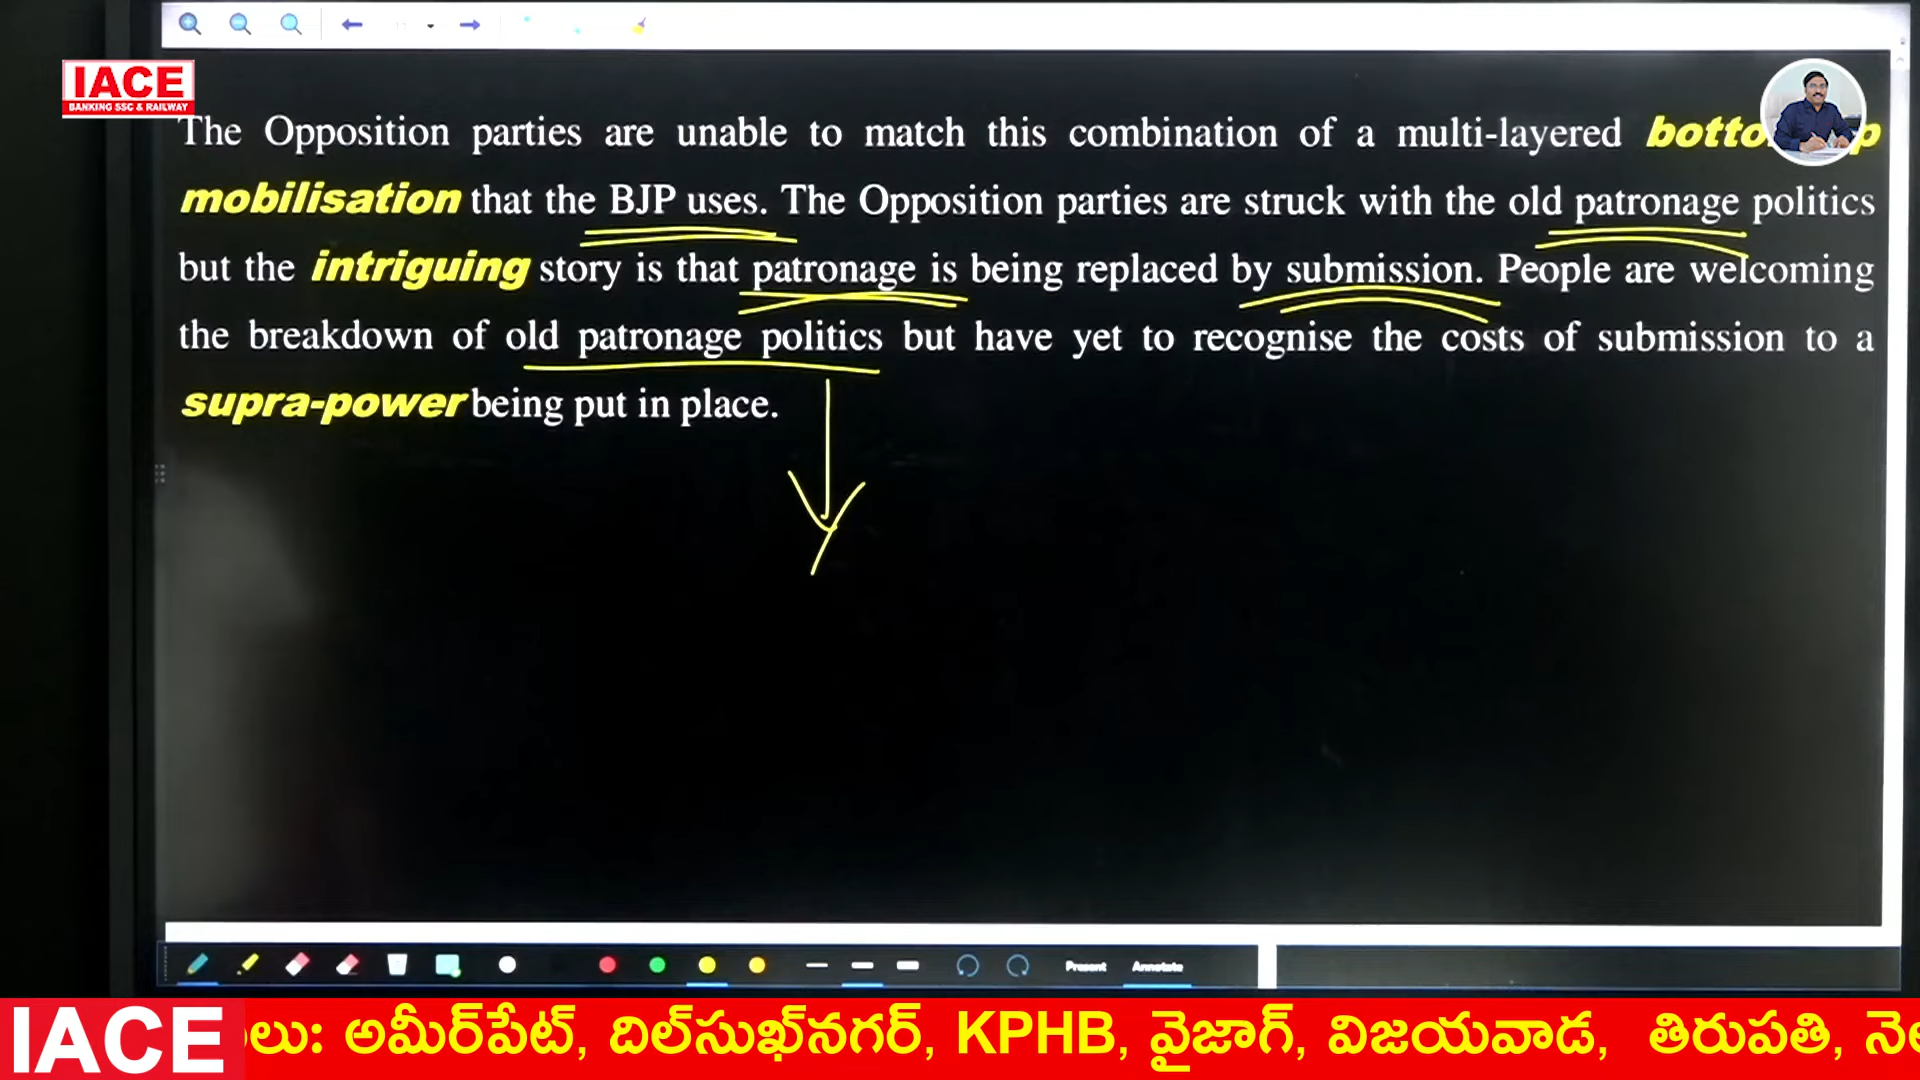 IACE
BANKING SSC & RAILWAY
The Opposition parties are unable to match this combination of a multi-layered
mobilisation that the BJP uses. The Opposition parties are struck with the old patronage politics
but the intriguing story is that patronage is being replaced by submission. People are welcoming
the breakdown of old patronage politics but have yet to recognise the costs of submission to a
supra-power being put in place.
Present Annotate
IACE
అమీర్‌పేట్, దిల్‌సుఖ్‌నగర్, KPHB, వైజాగ్, విజయవాడ, తిరుపతి,